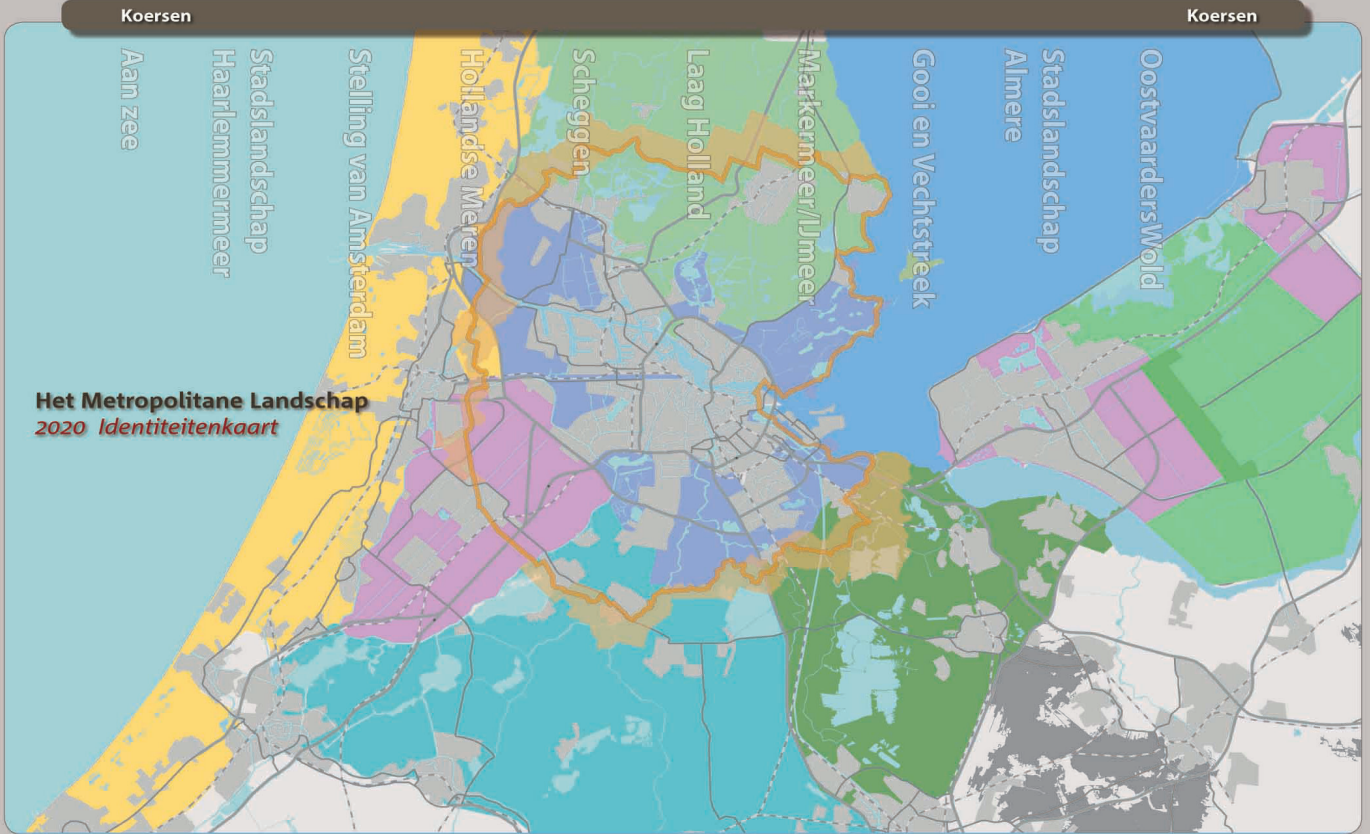 Koersen
Koersen
Aan zee
Stadslandschap
Haarlemmermeer
Stelling van Amsterdam
Hollandse Meren
Scheggen
Laag Holland
Markermeer/IJmeer
Gooi en Vechtstreek
Stadslandschap
Almere
OostvaardersWold
Het Metropolitane Landschap
2020 Identiteitenkaart